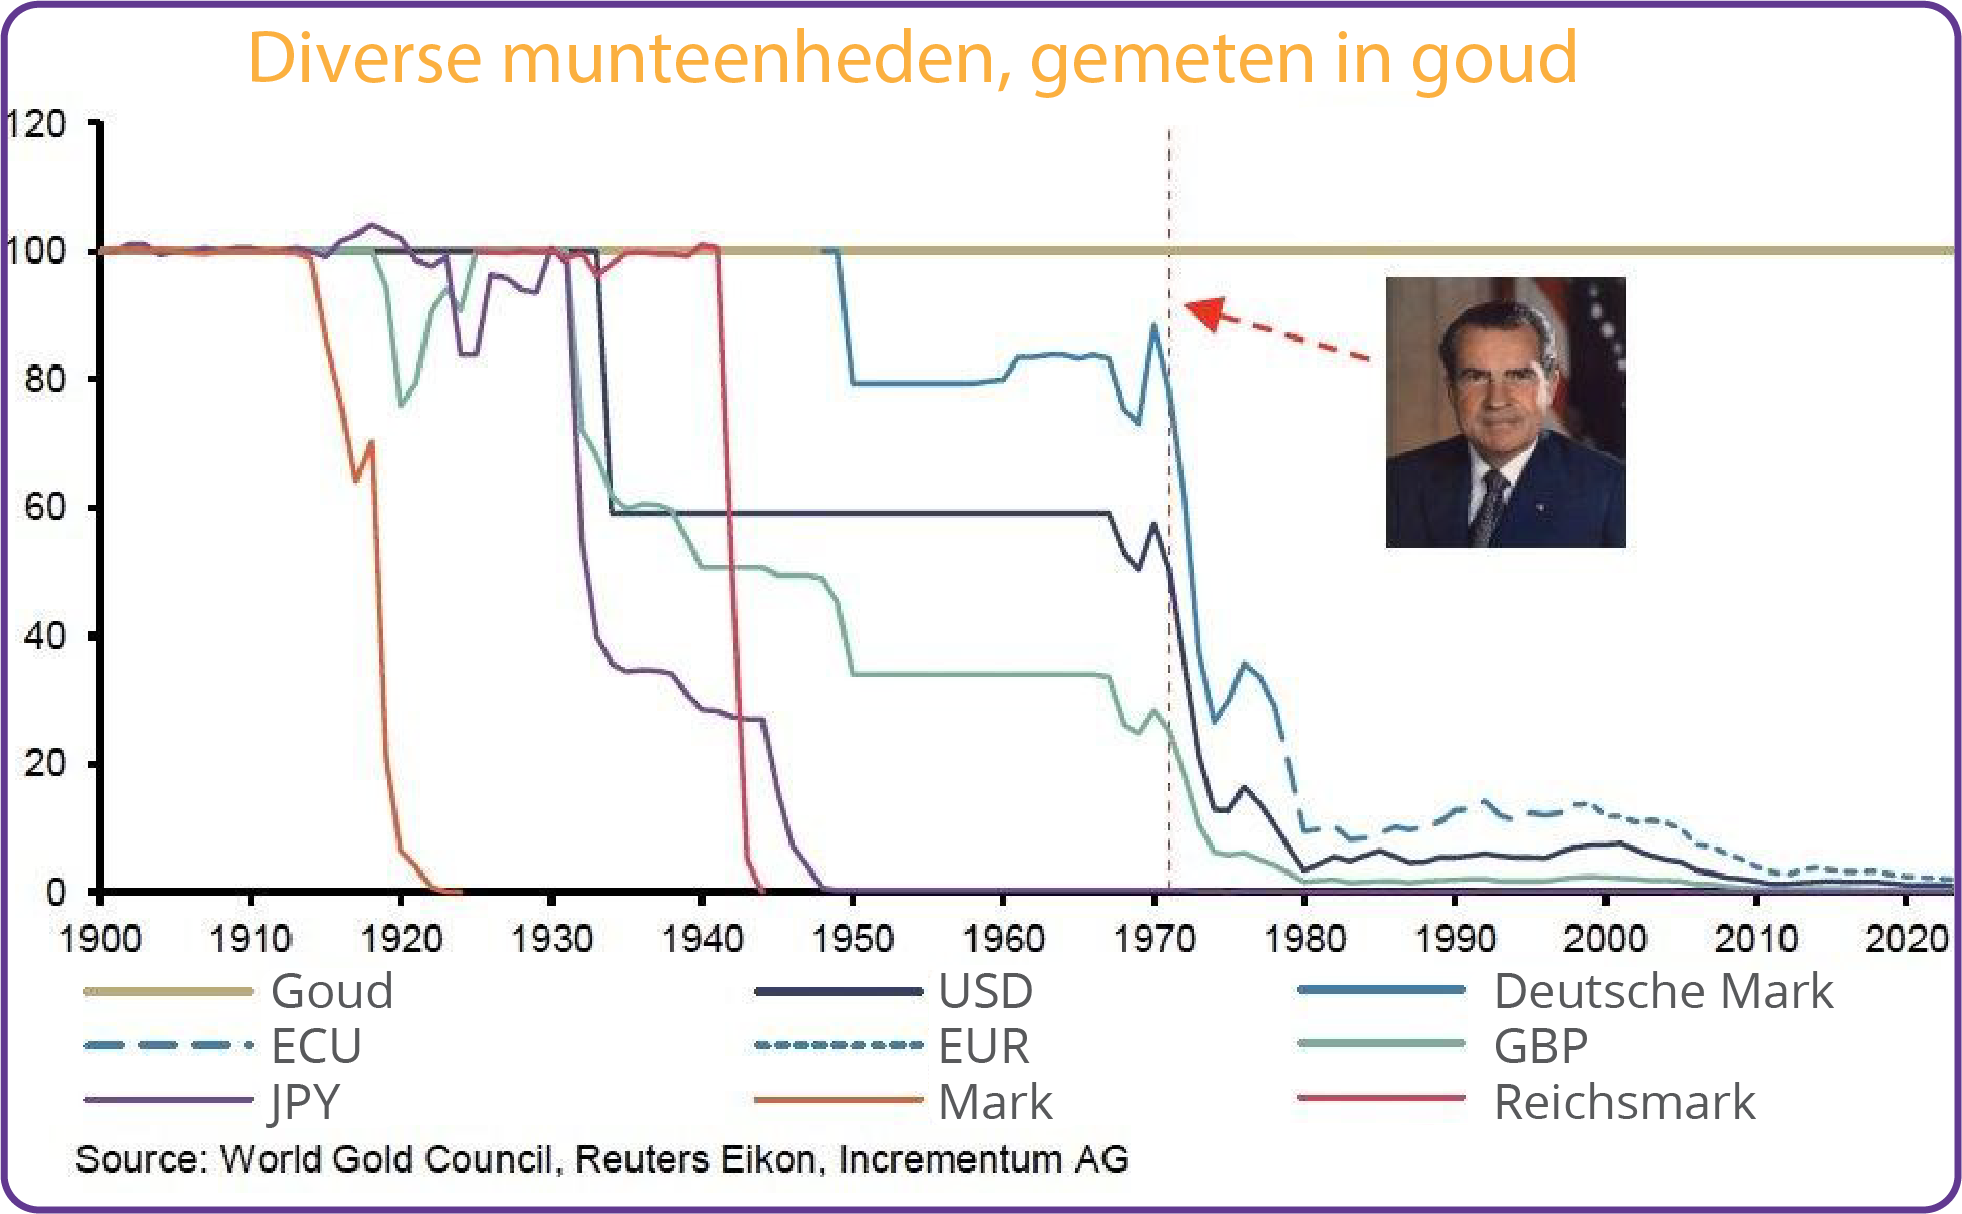 Diverse munteenheden, gemeten in goud
120
100
80
60
40
20
0
1900 1910 1920 1930 1940 1950 1960 1970 1980 1990 2000 2010 2020
Goud USD Deutsche Mark
ECU EUR GBP
JPY Mark Reichsmark
Source: World Gold Council, Reuters Eikon, Incrementum AG